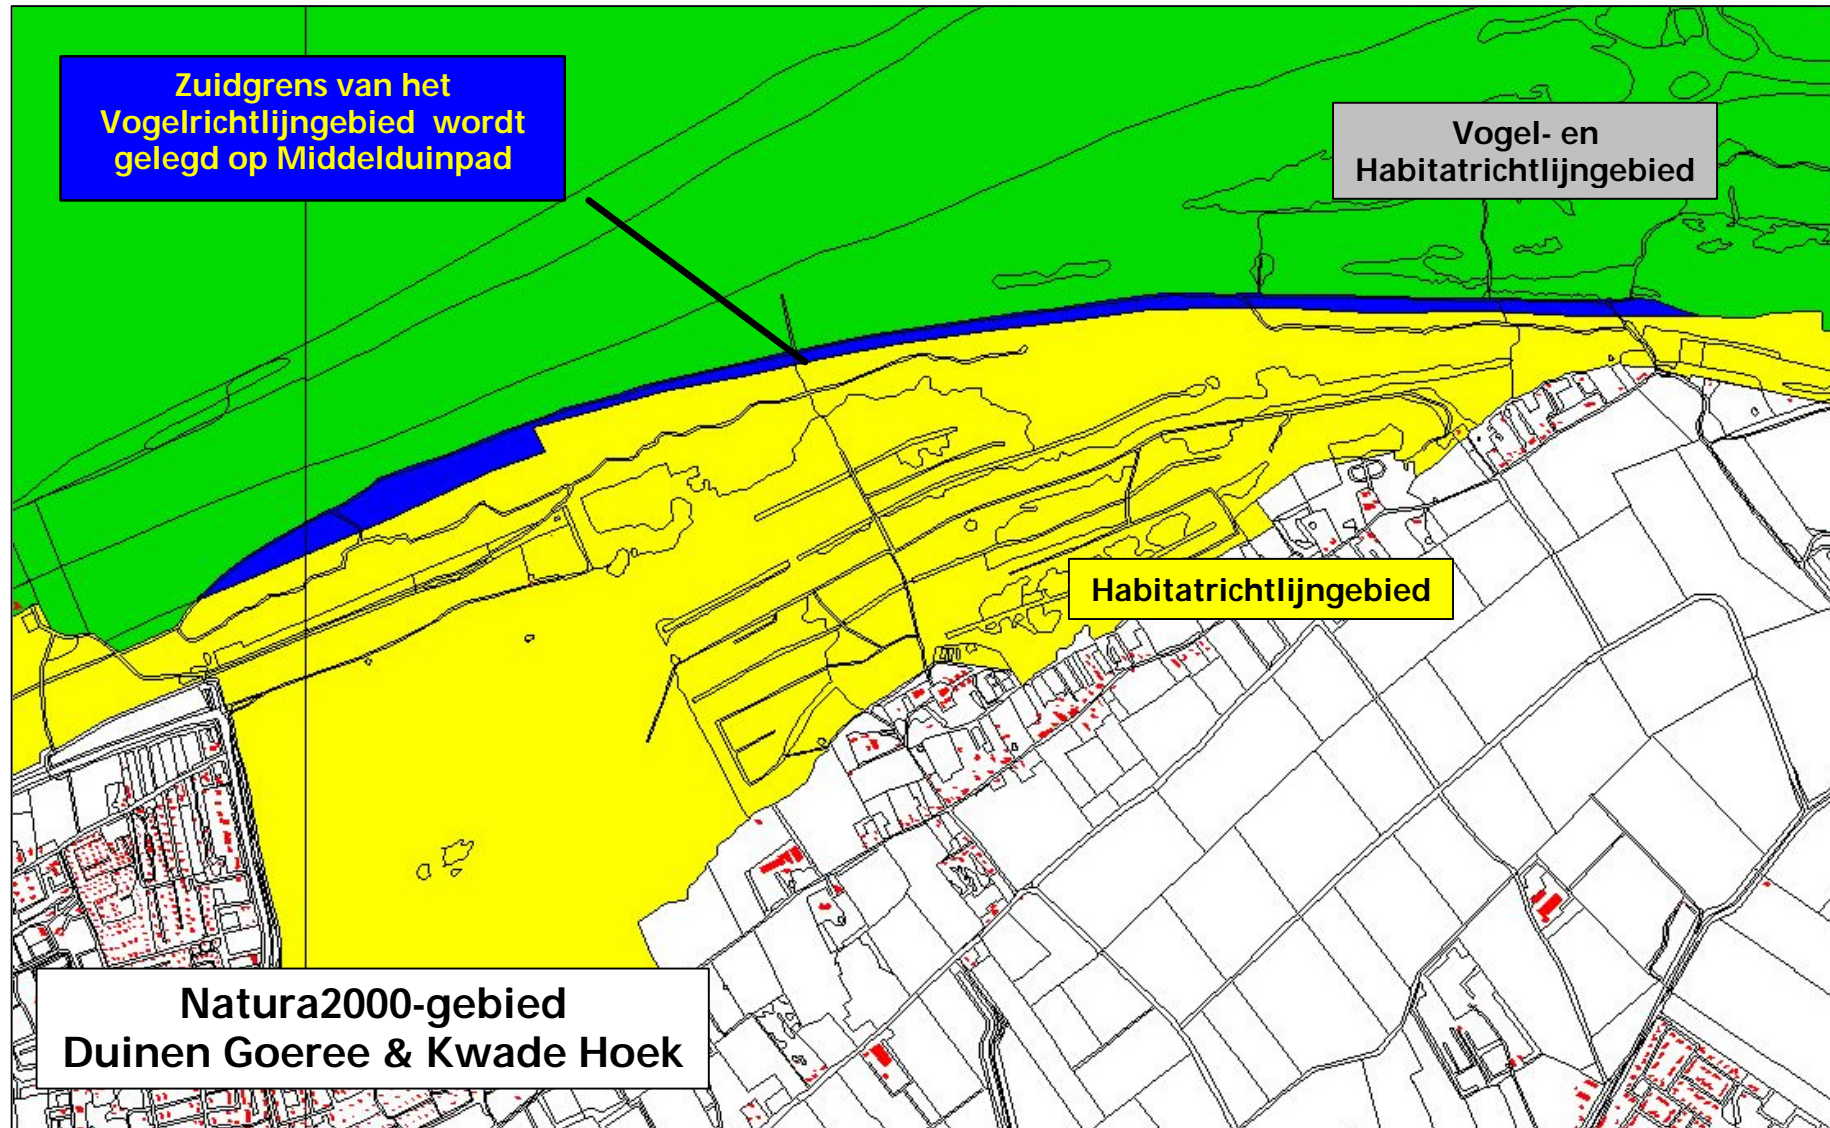 Zuidgrens van het
Vogelrichtlijngebied wordt
gelegd op Middelduinpad
Vogel- en
Habitatrichtlijngebied
Habitatrichtlijngebied
Natura2000-gebied
Duinen Goeree & Kwade Hoek